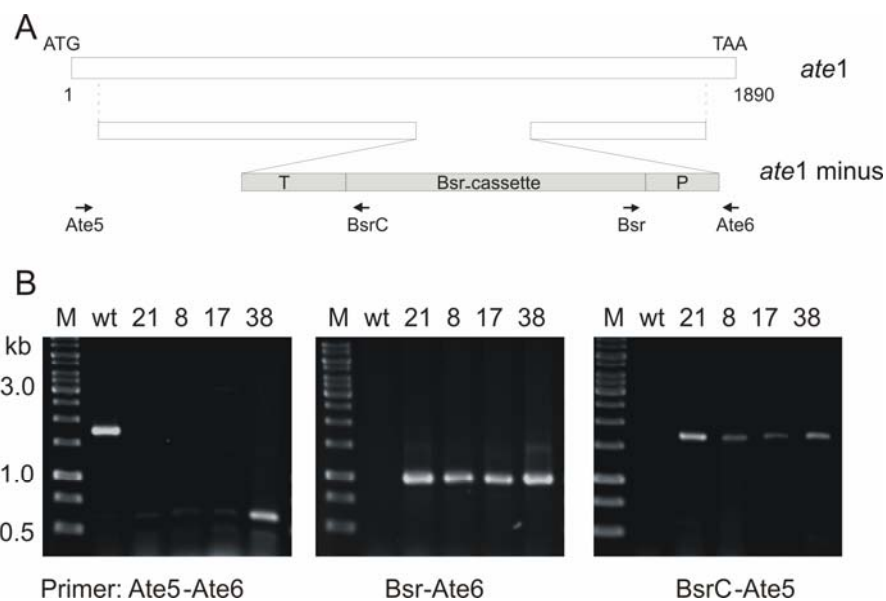 A
ATG TAA
ate1
1 1890
ate1 minus
T Bsr-cassette P
Ate5 BsrC Bsr Ate6
B
M wt 21 8 17 38 M wt 21 8 17 38 M wt 21 8 17 38
kb
3.0
1.0
0.5
Primer: Ate5-Ate6 Bsr-Ate6 BsrC-Ate5